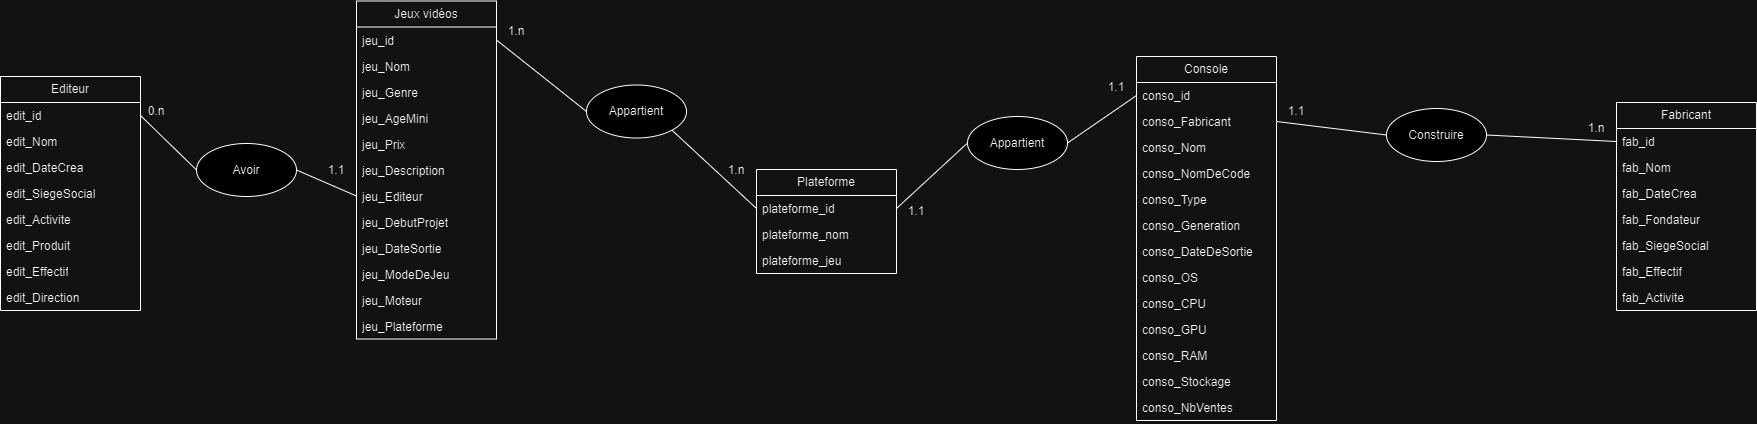 Editeur
edit_id
edit_Nom
edit_DateCrea
edit_SiegeSocial
edit_Activite
edit_Produit
edit_Effectif
edit_Direction
0.n
Avoir
1.1
Jeux vidéos
jeu_id
jeu_Nom
jeu_Genre
jeu_AgeMini
jeu_Prix
jeu_Description
jeu_Editeur
jeu_DebutProjet
jeu_DateSortie
jeu_ModeDeJeu
jeu_Moteur
jeu_Plateforme
1.n
Appartient
1.n
Plateforme
plateforme_id
plateforme_nom
plateforme_jeu
1.1
Appartient
1.1
Console
conso_id
conso_Fabricant
conso_Nom
conso_NomDeCode
conso_Type
conso_Generation
conso_DateDeSortie
conso_OS
conso_CPU
conso_GPU
conso_RAM
conso_Stockage
conso_NbVentes
1.1
Construire
1.n
Fabricant
fab_id
fab_Nom
fab_DateCrea
fab_Fondateur
fab_SiegeSocial
fab_Effectif
fab_Activite